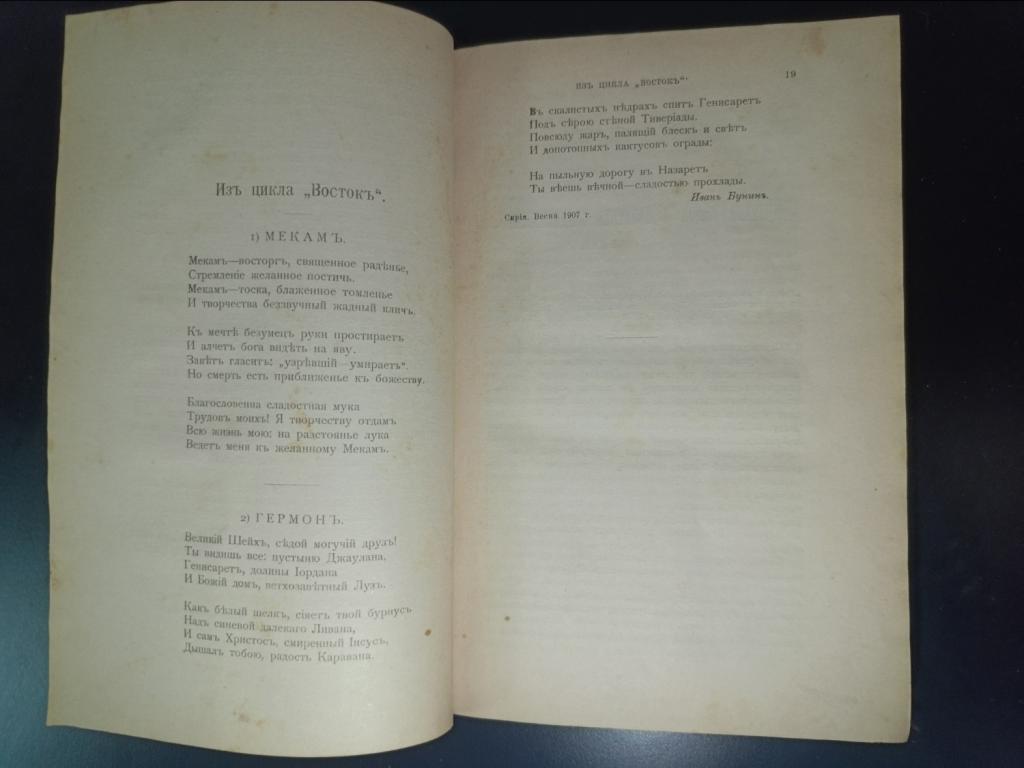 Изъ цикла „Востокъ“.
1) МЕКАМЪ.
Мекамъ—восторгъ, священное радѣнье,
Стремленіе желанное постичь.
Мекамъ—тоска, блаженное томленье
И творчества беззвучный жадный кличъ.
Къ мечтѣ безумецъ руки простираетъ
И алчетъ бога видѣть на яву.
Завѣтъ гласитъ: „узрѣвшій—умираетъ“.
Но смерть есть приближенье къ божеству.
Благословенна сладостная мука
Трудовъ моихъ! Я творчеству отдамъ
Всю жизнь мою: на разстоянье лука
Ведетъ меня къ желанному Мекамъ.
2) ГЕРМОНЪ.
Великій Шейхъ, сѣдой могучій друзъ!
Ты видишь все: пустыню Джаулана,
Генисаретъ, долины Іордана
И Божій домъ, ветхозавѣтный Лузъ.
Какъ бѣлый шелкъ, сіяетъ твой бурнусъ
Надъ синевой далекаго Ливана,
И самъ Христосъ, смиренный Іисусъ,
Дышалъ тобою, радость Каравана.
ИЗЪ ЦИКЛА „ВОСТОКЪ“
19
Въ скалистыхъ нѣдрахъ спитъ Генисаретъ
Подъ сѣрою стѣной Тиверіады.
Повсюду жаръ, палящій блескъ и свѣтъ
И допотопныхъ кактусовъ ограды:
На пыльную дорогу въ Назаретъ
Ты вѣешь вѣчной—сладостью прохлады.
Иванъ Бунинъ.
Сирія. Весна 1907 г.